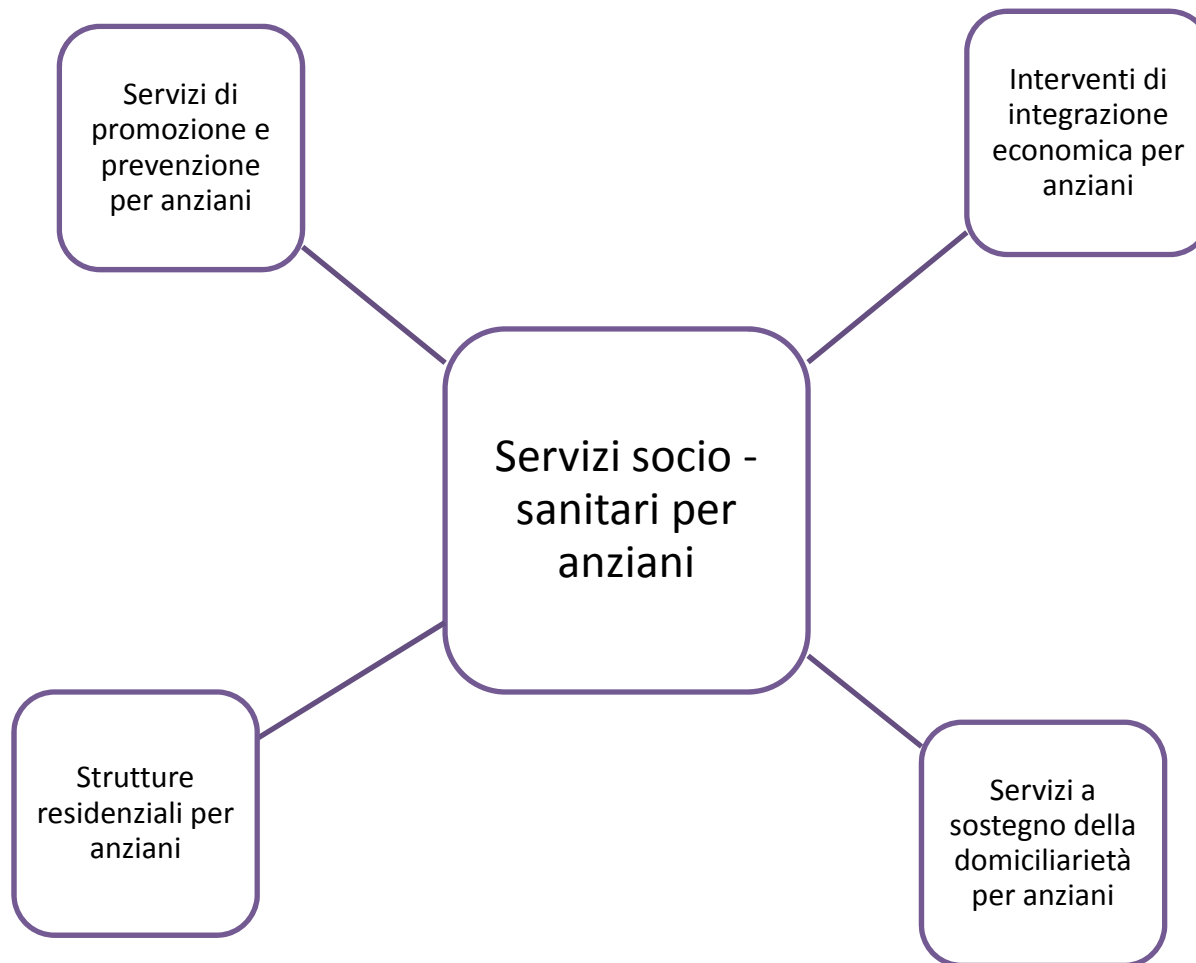 Servizi di
promozione e
prevenzione
per anziani
Interventi di
integrazione
economica per
anziani
Servizi socio -
sanitari per
anziani
Strutture
residenziali per
anziani
Servizi a
sostegno della
domiciliarietà
per anziani